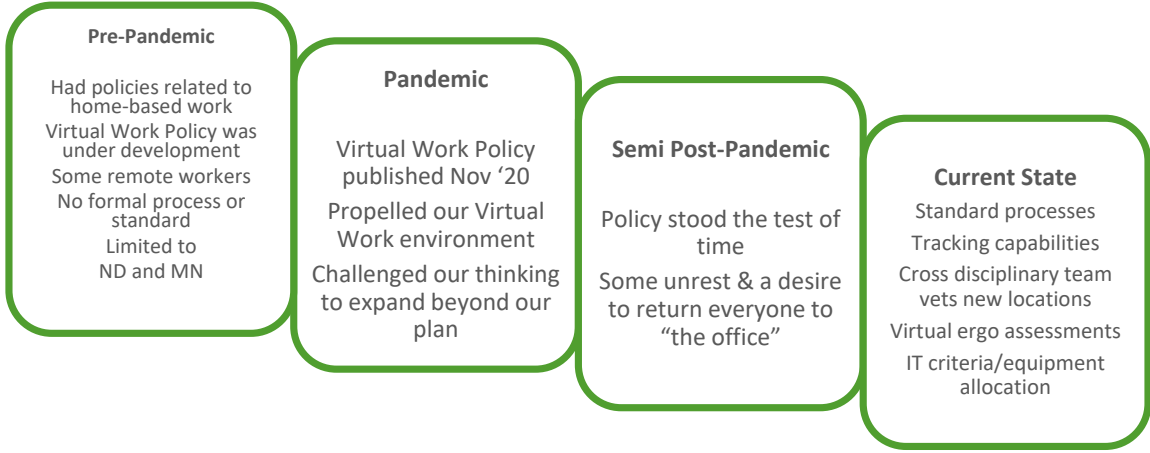 Pre-Pandemic
Had policies related to
home-based work
Virtual Work Policy was
under development
Some remote workers
No formal process or
standard
Limited to
ND and MN
Pandemic
Virtual Work Policy
published Nov ‘20
Propelled our Virtual
Work environment
Challenged our thinking
to expand beyond our
plan
Semi Post-Pandemic
Policy stood the test of
time
Some unrest & a desire
to return everyone to
“the office”
Current State
Standard processes
Tracking capabilities
Cross disciplinary team
vets new locations
Virtual ergo assessments
IT criteria/equipment
allocation